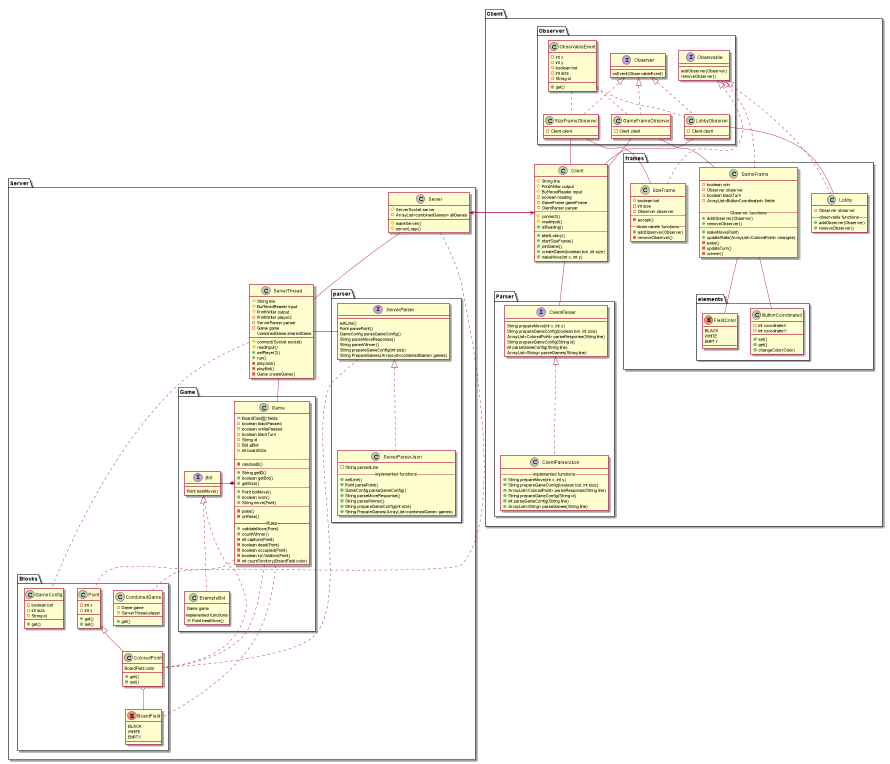 Client
Observer
ObservableEvent
int x
int y
boolean bot
int size
String id
get()
Observer
onEvent(ObservableEvent)
Observable
addObserver(Observer)
removeObserver()
SizeFrameObserver
Client client
GameFrameObserver
Client client
LobbyObserver
Client client
Client
String line
PrintWriter output
BufferedReader input
boolean reading
GameFrame gameFrame
ClientParser parser
connect()
readInput()
isReading()
startLobby()
startSizeFrame()
joinGame()
createGame(boolean bot, int size)
makeMove(int x, int y)
frames
SizeFrame
boolean bot
int size
Observer observer
accept()
observable functions
addObserver(Observer)
removeObserver()
GameFrame
boolean win
Observer observer
boolean blackTurn
ArrayList<ButtonCoordinated> fields
Observer functions
addObserver(Observer)
removeObserver()
makeMove(Point)
updateState(ArrayList<ColoredPoint> changes)
pass()
updateTurn()
winner()
Lobby
Observer observer
observable functions
addObserver(Observer)
removeObserver()
elements
FieldColor
BLACK
WHITE
EMPTY
ButtonCoordinated
int coordinateX
int coordinateY
set()
get()
changeColor(Color)
Parser
ClientParser
String prepareMove(int x, int y)
String prepareGameConfig(boolean bot, int size)
ArrayList<ColoredPoint> parseResponse(String line)
String prepareGameConfig(String id)
int parseGameConfig(String line)
ArrayList<String> parseGames(String line)
ClientParserJson
implemented functions
String prepareMove(int x, int y)
String prepareGameConfig(boolean bot, int size)
ArrayList<ColoredPoint> parseResponse(String line)
String prepareGameConfig(String id)
int parseGameConfig(String line)
ArrayList<String> parseGames(String line)
Server
Server
ServerSocket server
ArrayList<combinedGames> allGames
makeServer()
serverLoop()
ServerThread
String line
BufferedReader input
PrintWriter output
PrintWriter player2
ServerParser parser
Game game
CombinedGame sharedGame
connect(Socket socket)
readInput()
setPlayer2()
run()
playJoin()
playBot()
Game createGame()
parser
ServerParser
setLine()
Point parsePoint()
GameConfig parseGameConfig()
String parseMoveResponse()
String parseWinner()
String prepareGameConfig(int size)
String PrepareGames(ArrayList<combinedGame> games)
ServerParserJson
String parsedLine
implemented functions
setLine()
Point parsePoint()
GameConfig parseGameConfig()
String parseMoveResponse()
String parseWinner()
String prepareGameConfig(int size)
String PrepareGames(ArrayList<combinedGame> games)
Game
Game
BoardField[][] fields
boolean blackPassed
boolean whitePassed
boolean blackTurn
String id
Bot aiBot
int boardSize
randomID()
String getID()
boolean getBot()
getSize()
Point botMove()
boolean won()
String move(Point)
pass()
unPass()
Rules
validateMove(Point)
countWinner()
int capture(Point)
boolean dead(Point)
boolean occupied(Point)
boolean koViolation(Point)
int countTerritory(BoardField color)
Bot
Point bestMove()
ExampleBot
Game game
implemented functions
Point bestMove()
Blocks
GameConfig
boolean bot
int size
String id
get()
Point
int x
int y
get()
set()
CombinedGame
Game game
ServerThread player
get()
ColoredPoint
BoardField color
get()
set()
BoardField
BLACK
WHITE
EMPTY